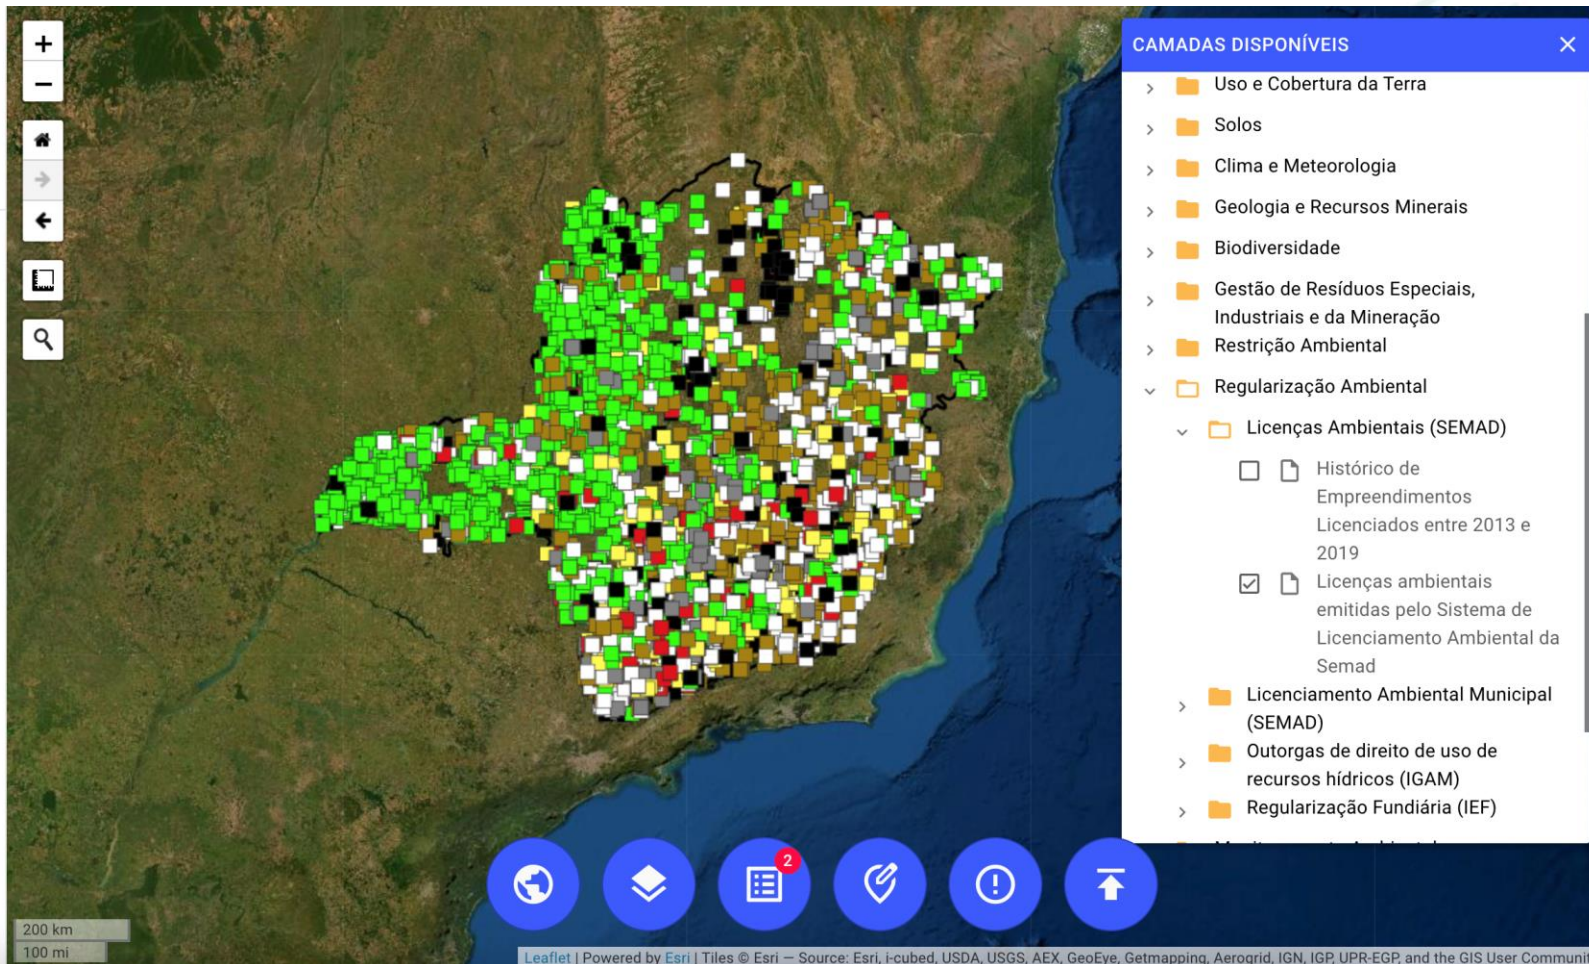 +
−
CAMADAS DISPONÍVEIS
Uso e Cobertura da Terra
Solos
Clima e Meteorologia
Geologia e Recursos Minerais
Biodiversidade
Gestão de Resíduos Especiais,
Industriais e da Mineração
Restrição Ambiental
Regularização Ambiental
Licenças Ambientais (SEMAD)
Histórico de
Empreendimentos
Licenciados entre 2013 e
2019
Licenças ambientais
emitidas pelo Sistema de
Licenciamento Ambiental da
Semad
Licenciamento Ambiental Municipal
(SEMAD)
Outorgas de direito de uso de
recursos hídricos (IGAM)
Regularização Fundiária (IEF)
2
200 km
100 mi
Leaflet | Powered by Esri | Tiles © Esri — Source: Esri, i-cubed, USDA, USGS, AEX, GeoEye, Getmapping, Aerogrid, IGN, IGP, UPR-EGP, and the GIS User Communit